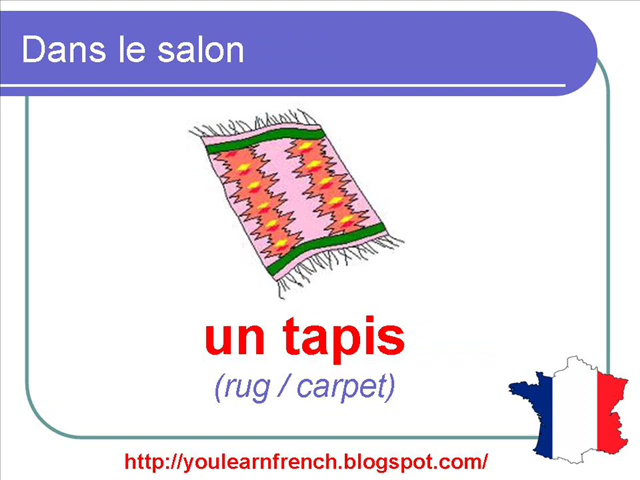 Dans le salon
un tapis
(rug / carpet)
http://youlearnfrench.blogspot.com/